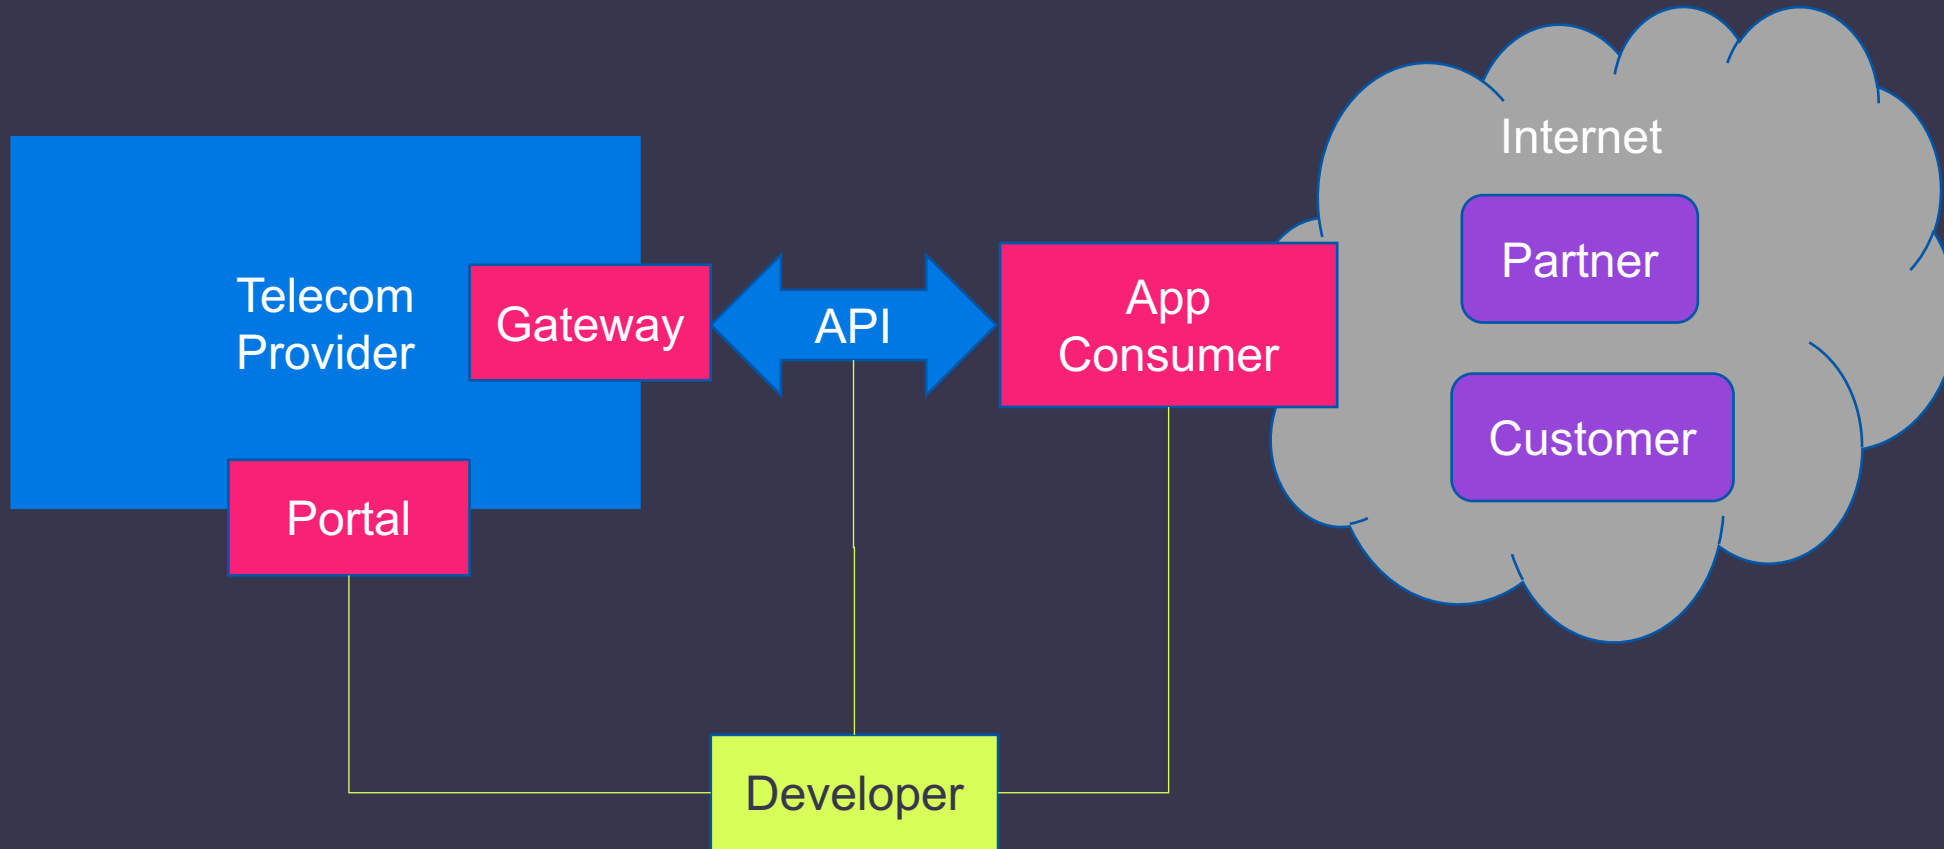 Internet
Partner
Telecom
Provider
Gateway
API
App
Consumer
Customer
Portal
Developer